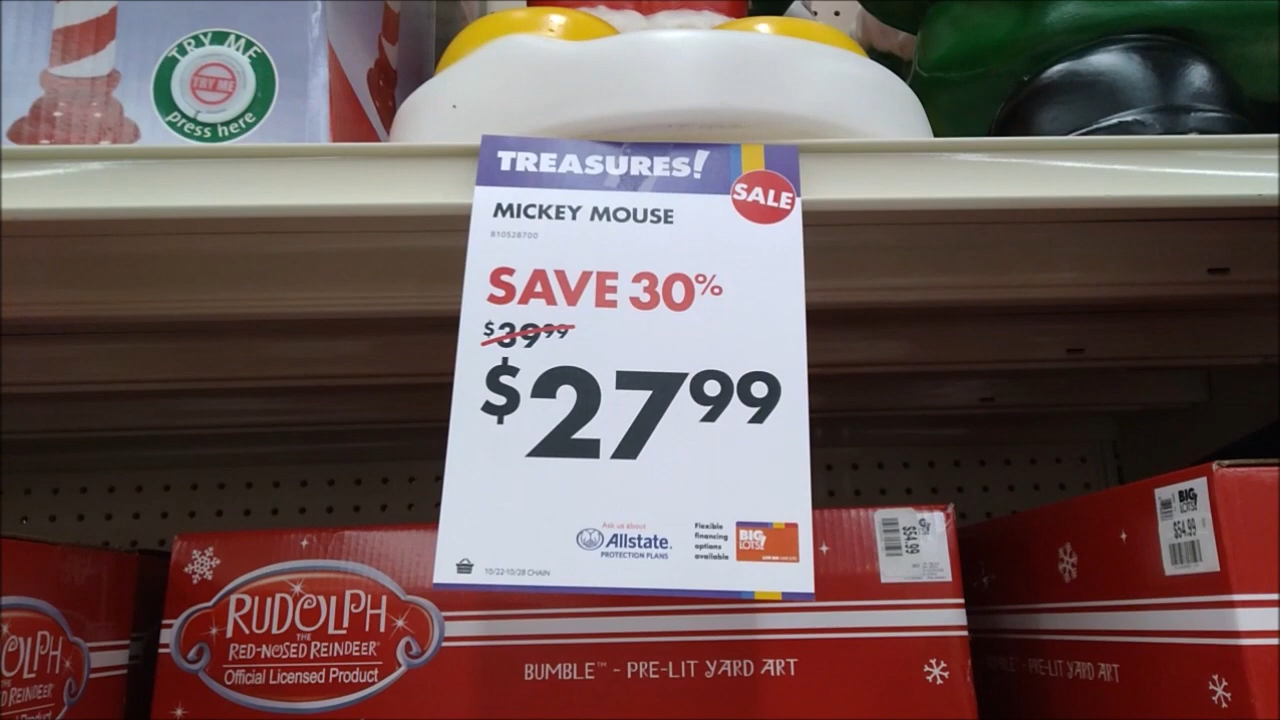 TRY ME
TRY ME
press here
TREASURES!
SALE
MICKEY MOUSE
810528700
SAVE 30%
$39.99
$27.99
Ask us about
Allstate.
PROTECTION PLANS
Flexible
financing
options
available
BIG
LOTS!
10/22-10/28 CHAIN
BIG
LOTS!
$54.99
$54.99
RUDOLPH
THE
RED-NOSED REINDEER
Official Licensed Product
BUMBLE™ - PRE-LIT YARD ART
OLPH
D REINDEER
PRE-LIT YARD ART